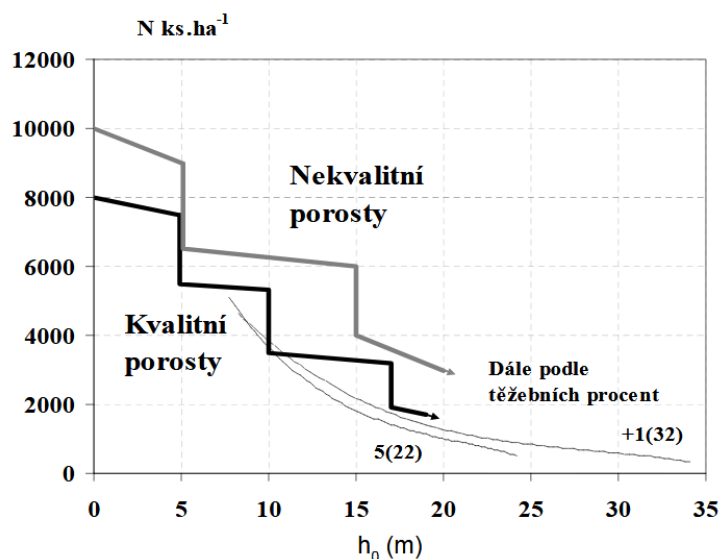 N ks.ha⁻¹
12000
10000
8000
6000
4000
2000
0
Nekvalitní
porosty
Kvalitní
porosty
Dále podle
těžebních procent
5(22)
+1(32)
0 5 10 15 20 25 30 35
h₀ (m)